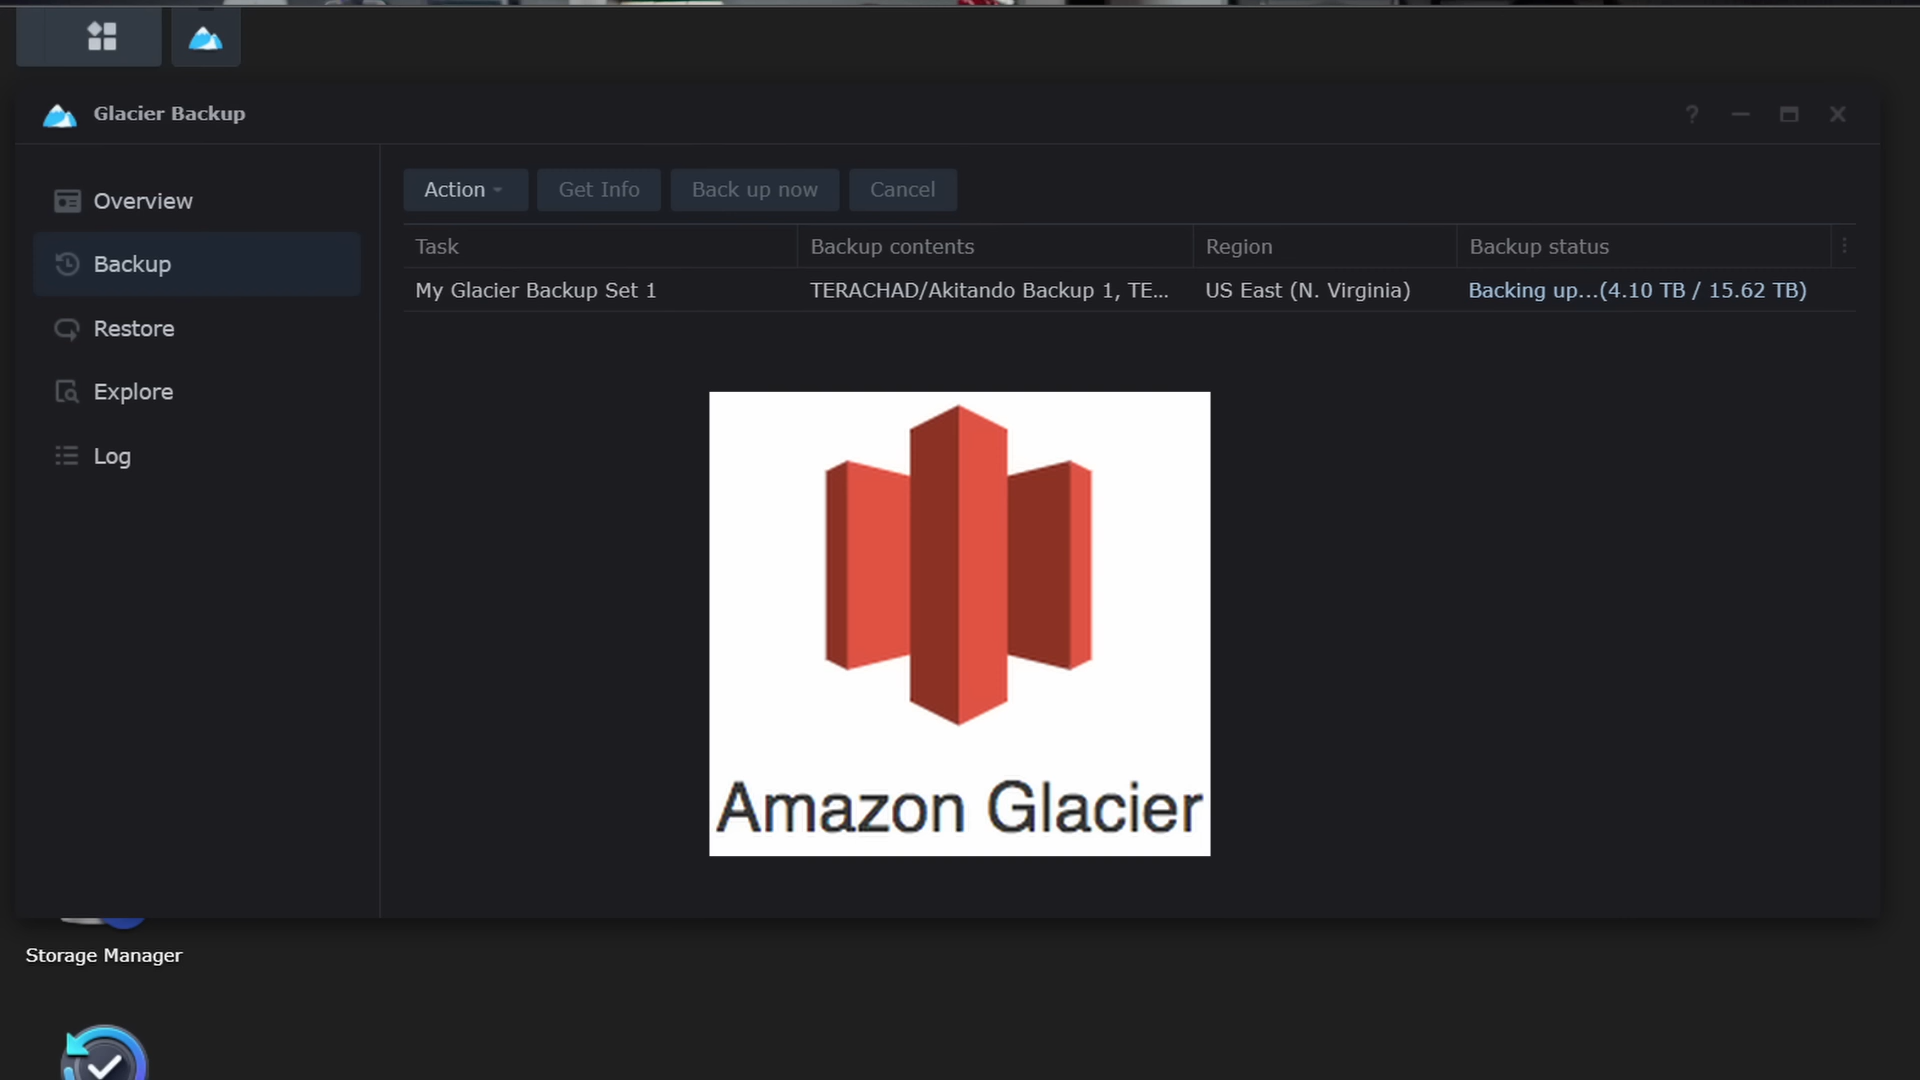 Glacier Backup
?
Overview
Backup
Restore
Explore
Log
Action
Get Info
Back up now
Cancel
Task
Backup contents
Region
Backup status
My Glacier Backup Set 1
TERACHAD/Akitando Backup 1, TE...
US East (N. Virginia)
Backing up...(4.10 TB / 15.62 TB)
Amazon Glacier
Storage Manager